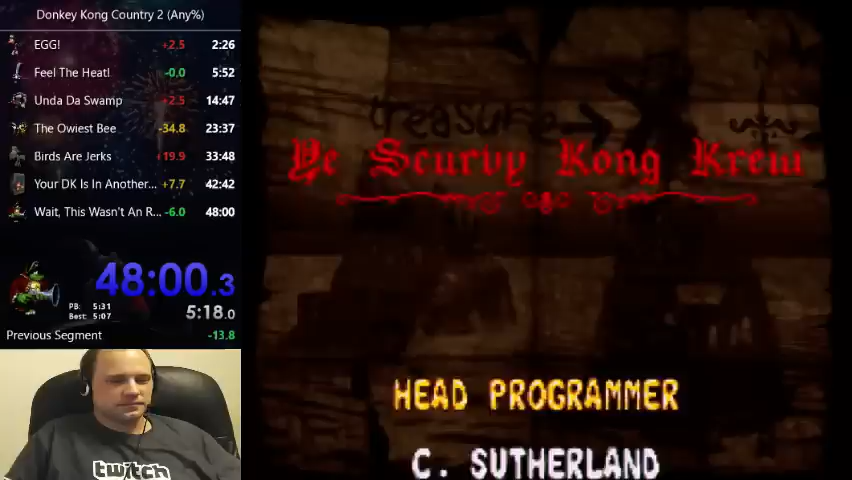 Donkey Kong Country 2 (Any%)
EGG! +2.5 2:26
Feel The Heat! -0.0 5:52
Unda Da Swamp +2.5 14:47
The Owiest Bee -34.8 23:37
Birds Are Jerks +19.9 33:48
Your DK Is In Another... +7.7 42:42
Wait, This Wasn't An R... -6.0 48:00
48:00.3
PB: 5:31
Best: 5:07
5:18.0
Previous Segment -13.8
treasure
Ye Scurvy Kong Krew
HEAD PROGRAMMER
C. SUTHERLAND
twitch